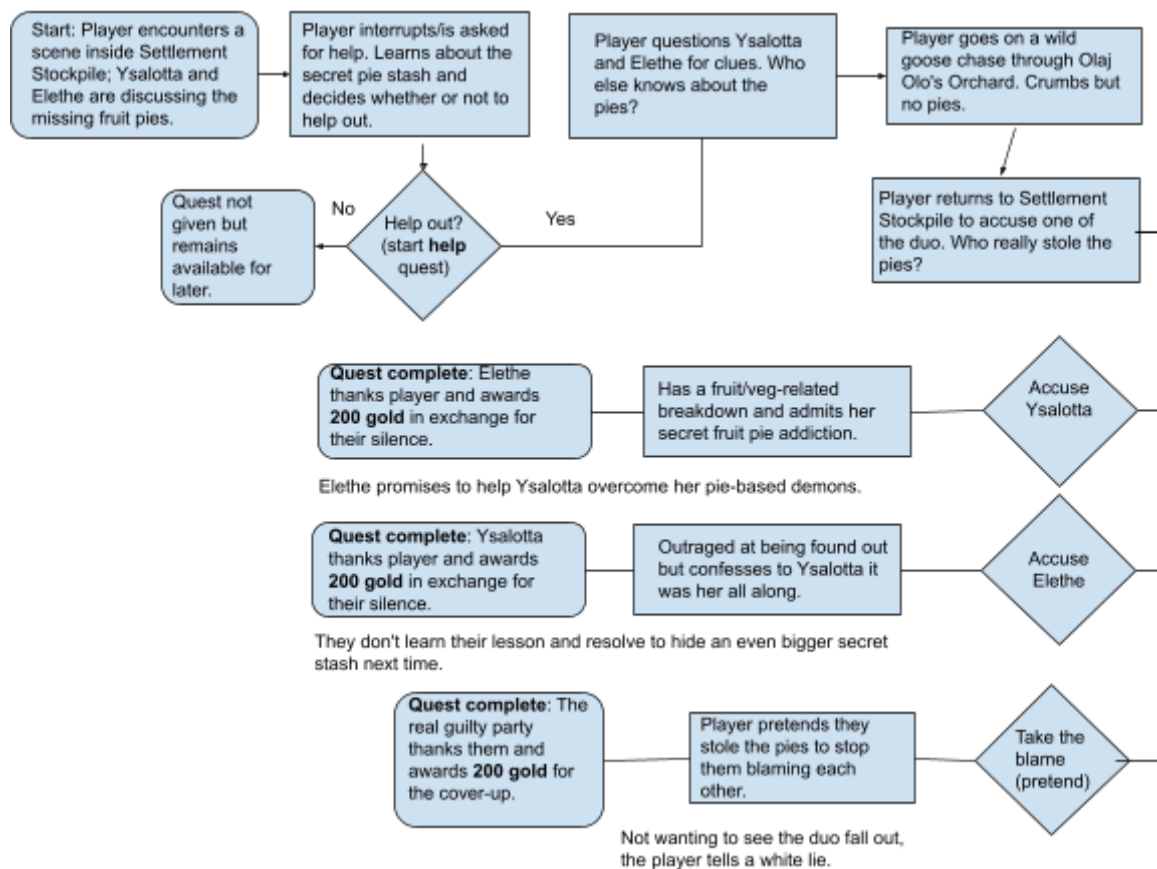 Start: Player encounters a
scene inside Settlement
Stockpile; Ysalotta and
Elethe are discussing the
missing fruit pies.
Player interrupts/is asked
for help. Learns about the
secret pie stash and
decides whether or not to
help out.
Player questions Ysalotta
and Elethe for clues. Who
else knows about the
pies?
Player goes on a wild
goose chase through Olaj
Olo's Orchard. Crumbs but
no pies.
Quest not
given but
remains
available for
later.
No
Help out?
(start help
quest)
Yes
Player returns to Settlement
Stockpile to accuse one of
the duo. Who really stole the
pies?
Quest complete: Elethe
thanks player and awards
200 gold in exchange for
their silence.
Has a fruit/veg-related
breakdown and admits her
secret fruit pie addiction.
Accuse
Ysalotta
Elethe promises to help Ysalotta overcome her pie-based demons.
Quest complete: Ysalotta
thanks player and awards
200 gold in exchange for
their silence.
Outraged at being found out
but confesses to Ysalotta it
was her all along.
Accuse
Elethe
They don't learn their lesson and resolve to hide an even bigger secret
stash next time.
Quest complete: The
real guilty party
thanks them and
awards 200 gold for
the cover-up.
Player pretends they
stole the pies to stop
them blaming each
other.
Take the
blame
(pretend)
Not wanting to see the duo fall out,
the player tells a white lie.